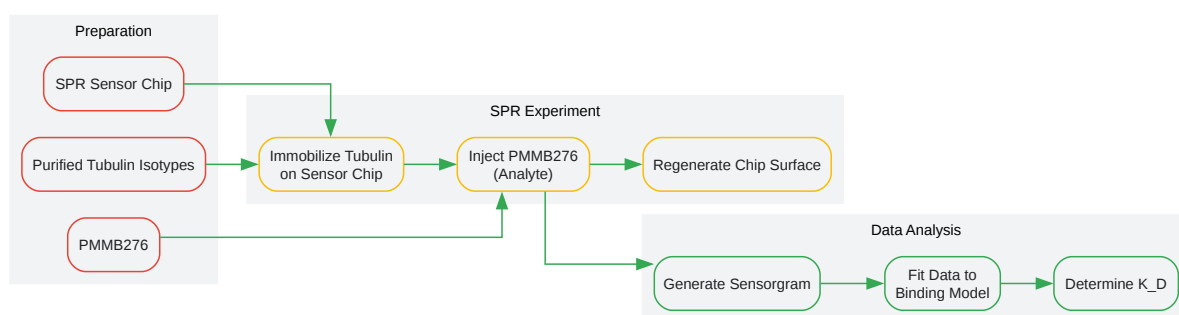 Preparation
SPR Sensor Chip
Purified Tubulin Isotypes
PMMB276
SPR Experiment
Immobilize Tubulin
on Sensor Chip
Inject PMMB276
(Analyte)
Regenerate Chip Surface
Data Analysis
Generate Sensorgram
Fit Data to
Binding Model
Determine K_D